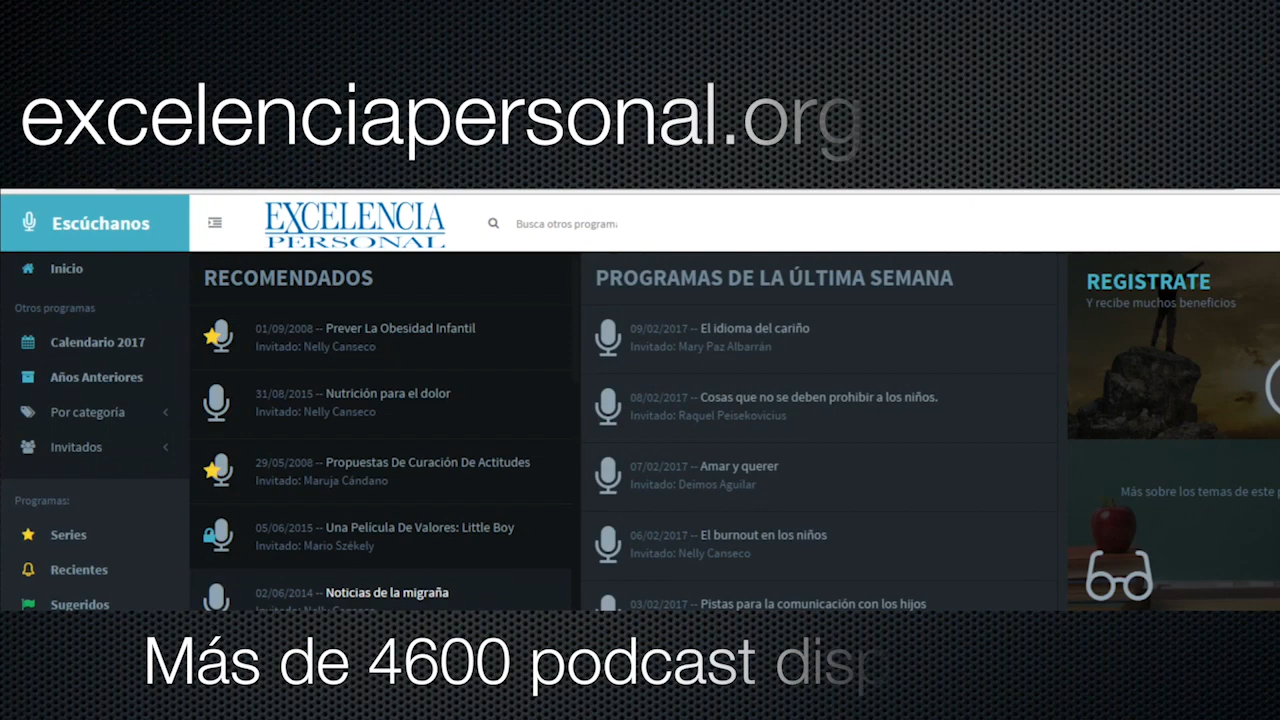 excelenciapersonal.org
Escúchanos
EXCELENCIA
PERSONAL
Busca otros programa
Inicio
Otros programas
Calendario 2017
Años Anteriores
Por categoría
Invitados
Programas:
Series
Recientes
Sugeridos
RECOMENDADOS
01/09/2008 -- Prever La Obesidad Infantil
Invitado: Nelly Canseco
31/08/2015 -- Nutrición para el dolor
Invitado: Nelly Canseco
29/05/2008 -- Propuestas De Curación De Actitudes
Invitado: Maruja Cándano
05/06/2015 -- Una Película De Valores: Little Boy
Invitado: Mario Székely
02/06/2014 -- Noticias de la migraña
Invitado: Nelly Canseco
PROGRAMAS DE LA ÚLTIMA SEMANA
09/02/2017 -- El idioma del cariño
Invitado: Mary Paz Albarrán
08/02/2017 -- Cosas que no se deben prohibir a los niños.
Invitado: Raquel Peisekovicius
07/02/2017 -- Amar y querer
Invitado: Deimos Aguilar
06/02/2017 -- El burnout en los niños
Invitado: Nelly Canseco
03/02/2017 -- Pistas para la comunicación con los hijos
REGISTRATE
Y recibe muchos beneficios
Más sobre los temas de este
Más de 4600 podcast disp